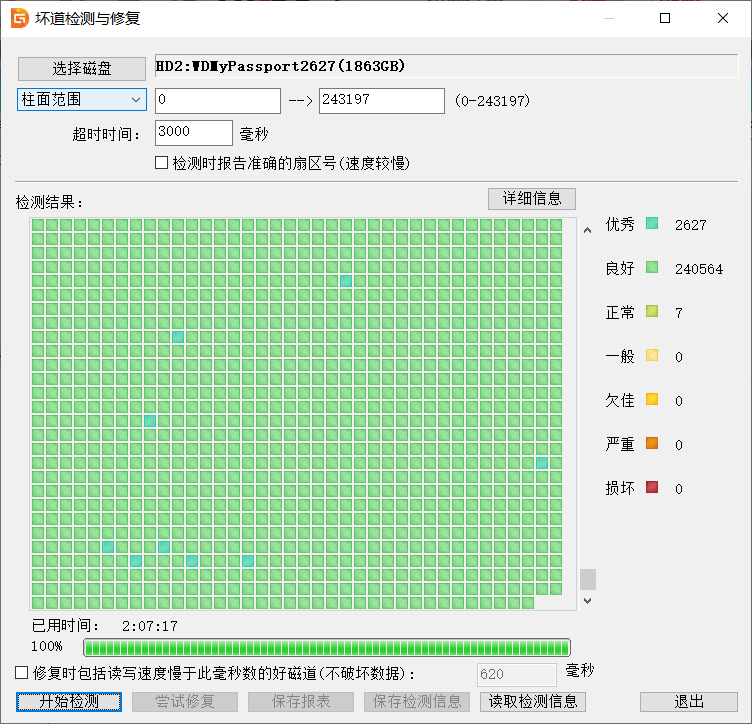 坏道检测与修复
选择磁盘 HD2:WDMyPassport2627(1863GB)
柱面范围 0 --> 243197 (0-243197)
超时时间: 3000 毫秒
检测时报告准确的扇区号(速度较慢)
检测结果: 详细信息
优秀 2627
良好 240564
正常 7
一般 0
欠佳 0
严重 0
损坏 0
已用时间: 2:07:17
100%
修复时包括读写速度慢于此毫秒数的好磁道(不破坏数据): 620 毫秒
开始检测 尝试修复 保存报表 保存检测信息 读取检测信息 退出